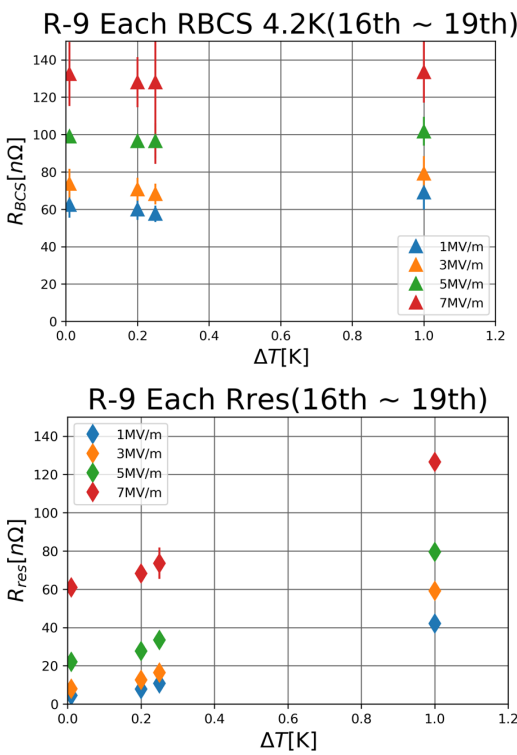 R-9 Each RBCS 4.2K(16th ~ 19th)
140
120
100
80
60
40
20
0
R_BCS[nΩ]
1MV/m
3MV/m
5MV/m
7MV/m
0.0 0.2 0.4 0.6 0.8 1.0 1.2
ΔT[K]
R-9 Each Rres(16th ~ 19th)
140
120
100
80
60
40
20
0
R_res[nΩ]
1MV/m
3MV/m
5MV/m
7MV/m
0.0 0.2 0.4 0.6 0.8 1.0 1.2
ΔT[K]